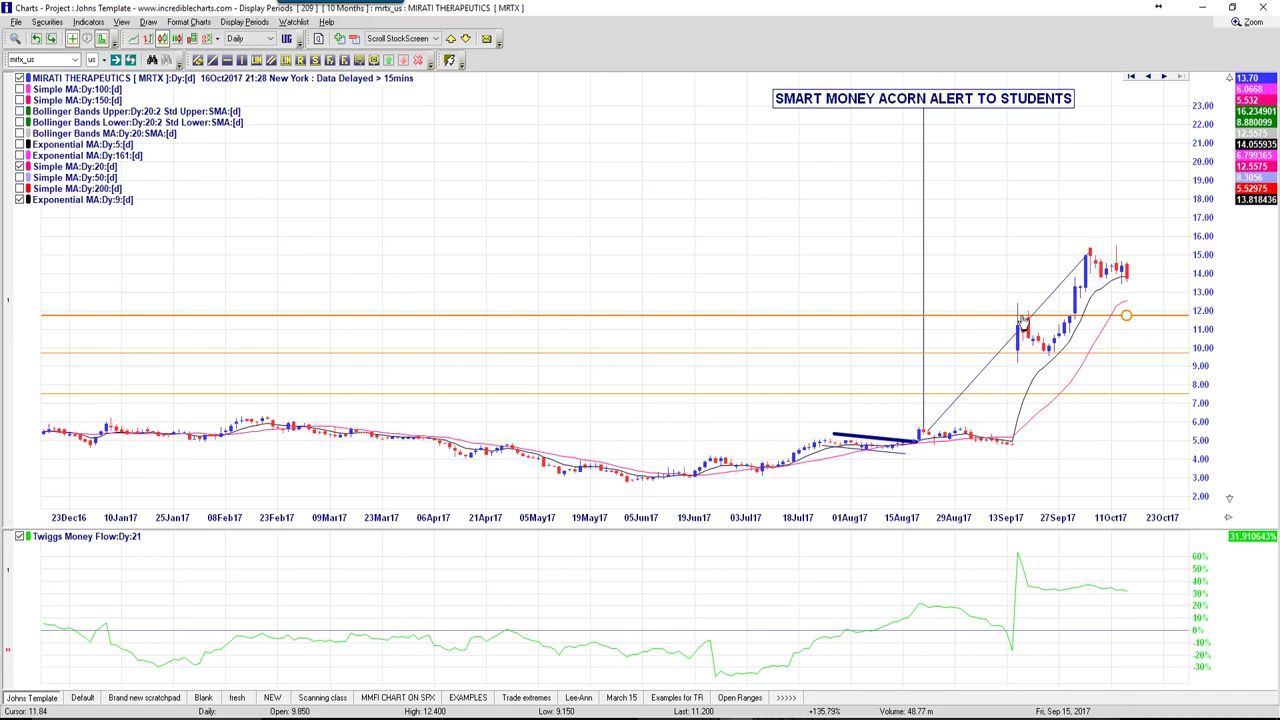 Charts - Project : Johns Template - www.incrediblecharts.com - Display Periods [ 209 ] [ 10 Months ] : mrtx_us [ MIRATI THERAPEUTICS ( MRTX ]
File Securities Indicators View Draw Format Charts Display Periods Watchlist Help Zoom
Daily Scroll StockScreen
mrtx_us us
MIRATI THERAPEUTICS [ MRTX ]:Dy:[d] 16Oct2017 21:28 New York : Data Delayed > 15mins
Simple MA:Dy:100:[d]
Simple MA:Dy:150:[d]
Bollinger Bands Upper:Dy:20:2 Std Upper:SMA:[d]
Bollinger Bands Lower:Dy:20:2 Std Lower:SMA:[d]
Bollinger Bands MA:Dy:20:SMA:[d]
Exponential MA:Dy:5:[d]
Exponential MA:Dy:161:[d]
Simple MA:Dy:20:[d]
Simple MA:Dy:50:[d]
Simple MA:Dy:200:[d]
Exponential MA:Dy:9:[d]
SMART MONEY ACORN ALERT TO STUDENTS
13.70
6.0668
5.532
16.234901
8.880099
12.5575
14.055935
6.799365
12.5575
8.3056
5.52975
13.818436
23.00
22.00
21.00
20.00
19.00
18.00
17.00
16.00
15.00
14.00
13.00
12.00
11.00
10.00
9.00
8.00
7.00
6.00
5.00
4.00
3.00
2.00
1
23Dec16 10Jan17 25Jan17 08Feb17 23Feb17 09Mar17 23Mar17 06Apr17 21Apr17 05May17 19May17 05Jun17 19Jun17 03Jul17 18Jul17 01Aug17 15Aug17 29Aug17 13Sep17 27Sep17 11Oct17 23Oct17
Twiggs Money Flow:Dy:21
31.910643%
60%
50%
40%
30%
20%
10%
0%
-10%
-20%
-30%
1
Johns Template Default Brand new scratchpad Blank fresh NEW Scanning class MMFI CHART ON SPX EXAMPLES Trade extremes Lee-Ann March 15 Examples for TR Open Ranges >>>>>
Cursor: 11.84 Daily: Open: 9.850 High: 12.400 Low: 9.150 Last: 11.200 +135.79% Volume: 48.77 m Fri, Sep 15, 2017